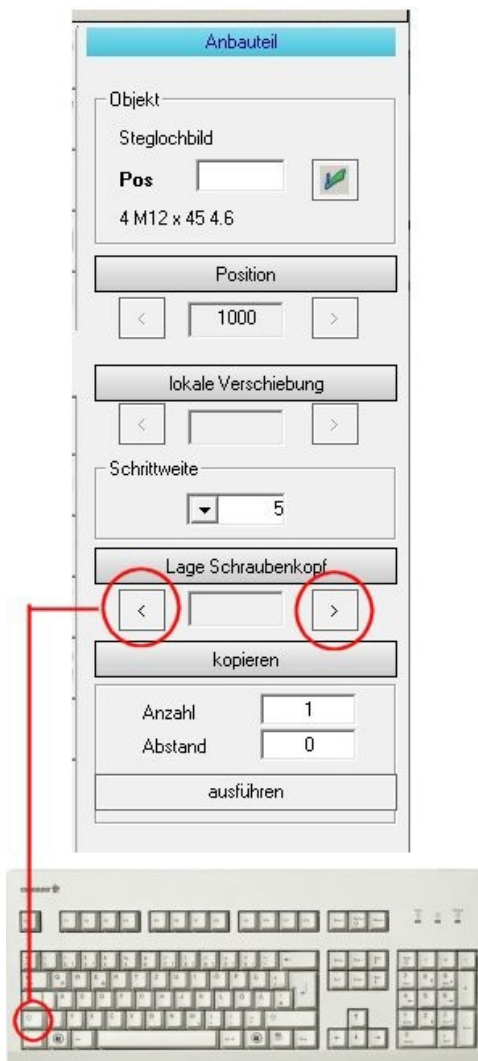 Anbauteil
Objekt
Steglochbild
Pos
4 M12 x 45 4.6
Position
< 1000 >
lokale Verschiebung
< >
Schrittweite
5
Lage Schraubenkopf
< >
kopieren
Anzahl 1
Abstand 0
ausführen